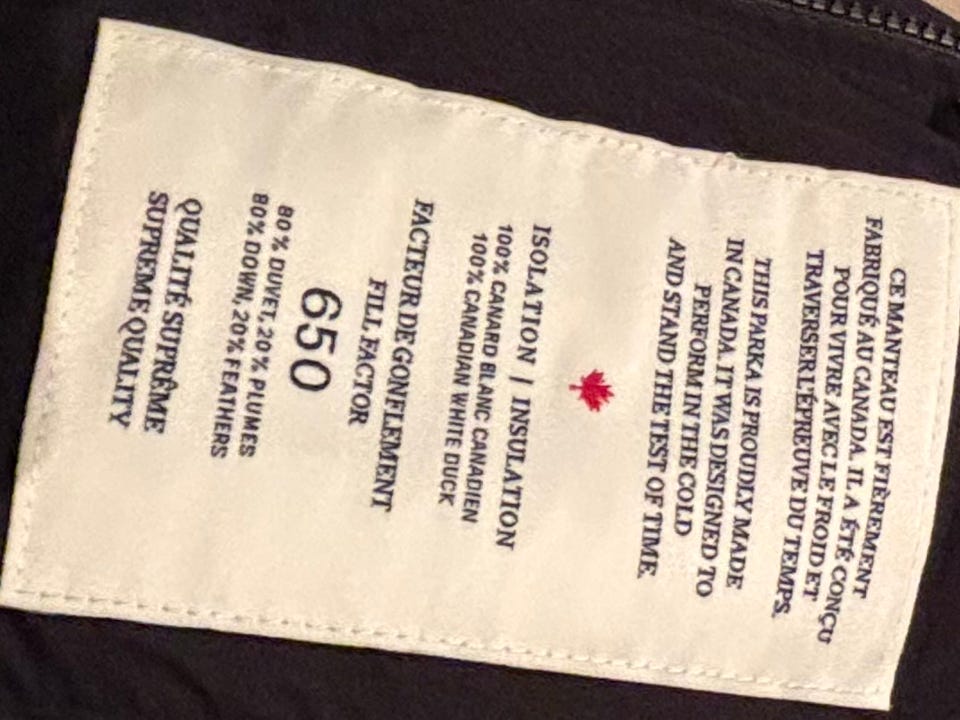 CE MANTEAU EST FIÈREMENT
FABRIQUÉ AU CANADA. IL A ÉTÉ CONÇU
POUR VIVRE AVEC LE FROID ET
TRAVERSER L'ÉPREUVE DU TEMPS.
THIS PARKA IS PROUDLY MADE
IN CANADA. IT WAS DESIGNED TO
PERFORM IN THE COLD
AND STAND THE TEST OF TIME.
ISOLATION | INSULATION
100% CANARD BLANC CANADIEN
100% CANADIAN WHITE DUCK
FACTEUR DE GONFLEMENT
FILL FACTOR
650
80% DUVET, 20% PLUMES
80% DOWN, 20% FEATHERS
QUALITÉ SUPRÊME
SUPREME QUALITY